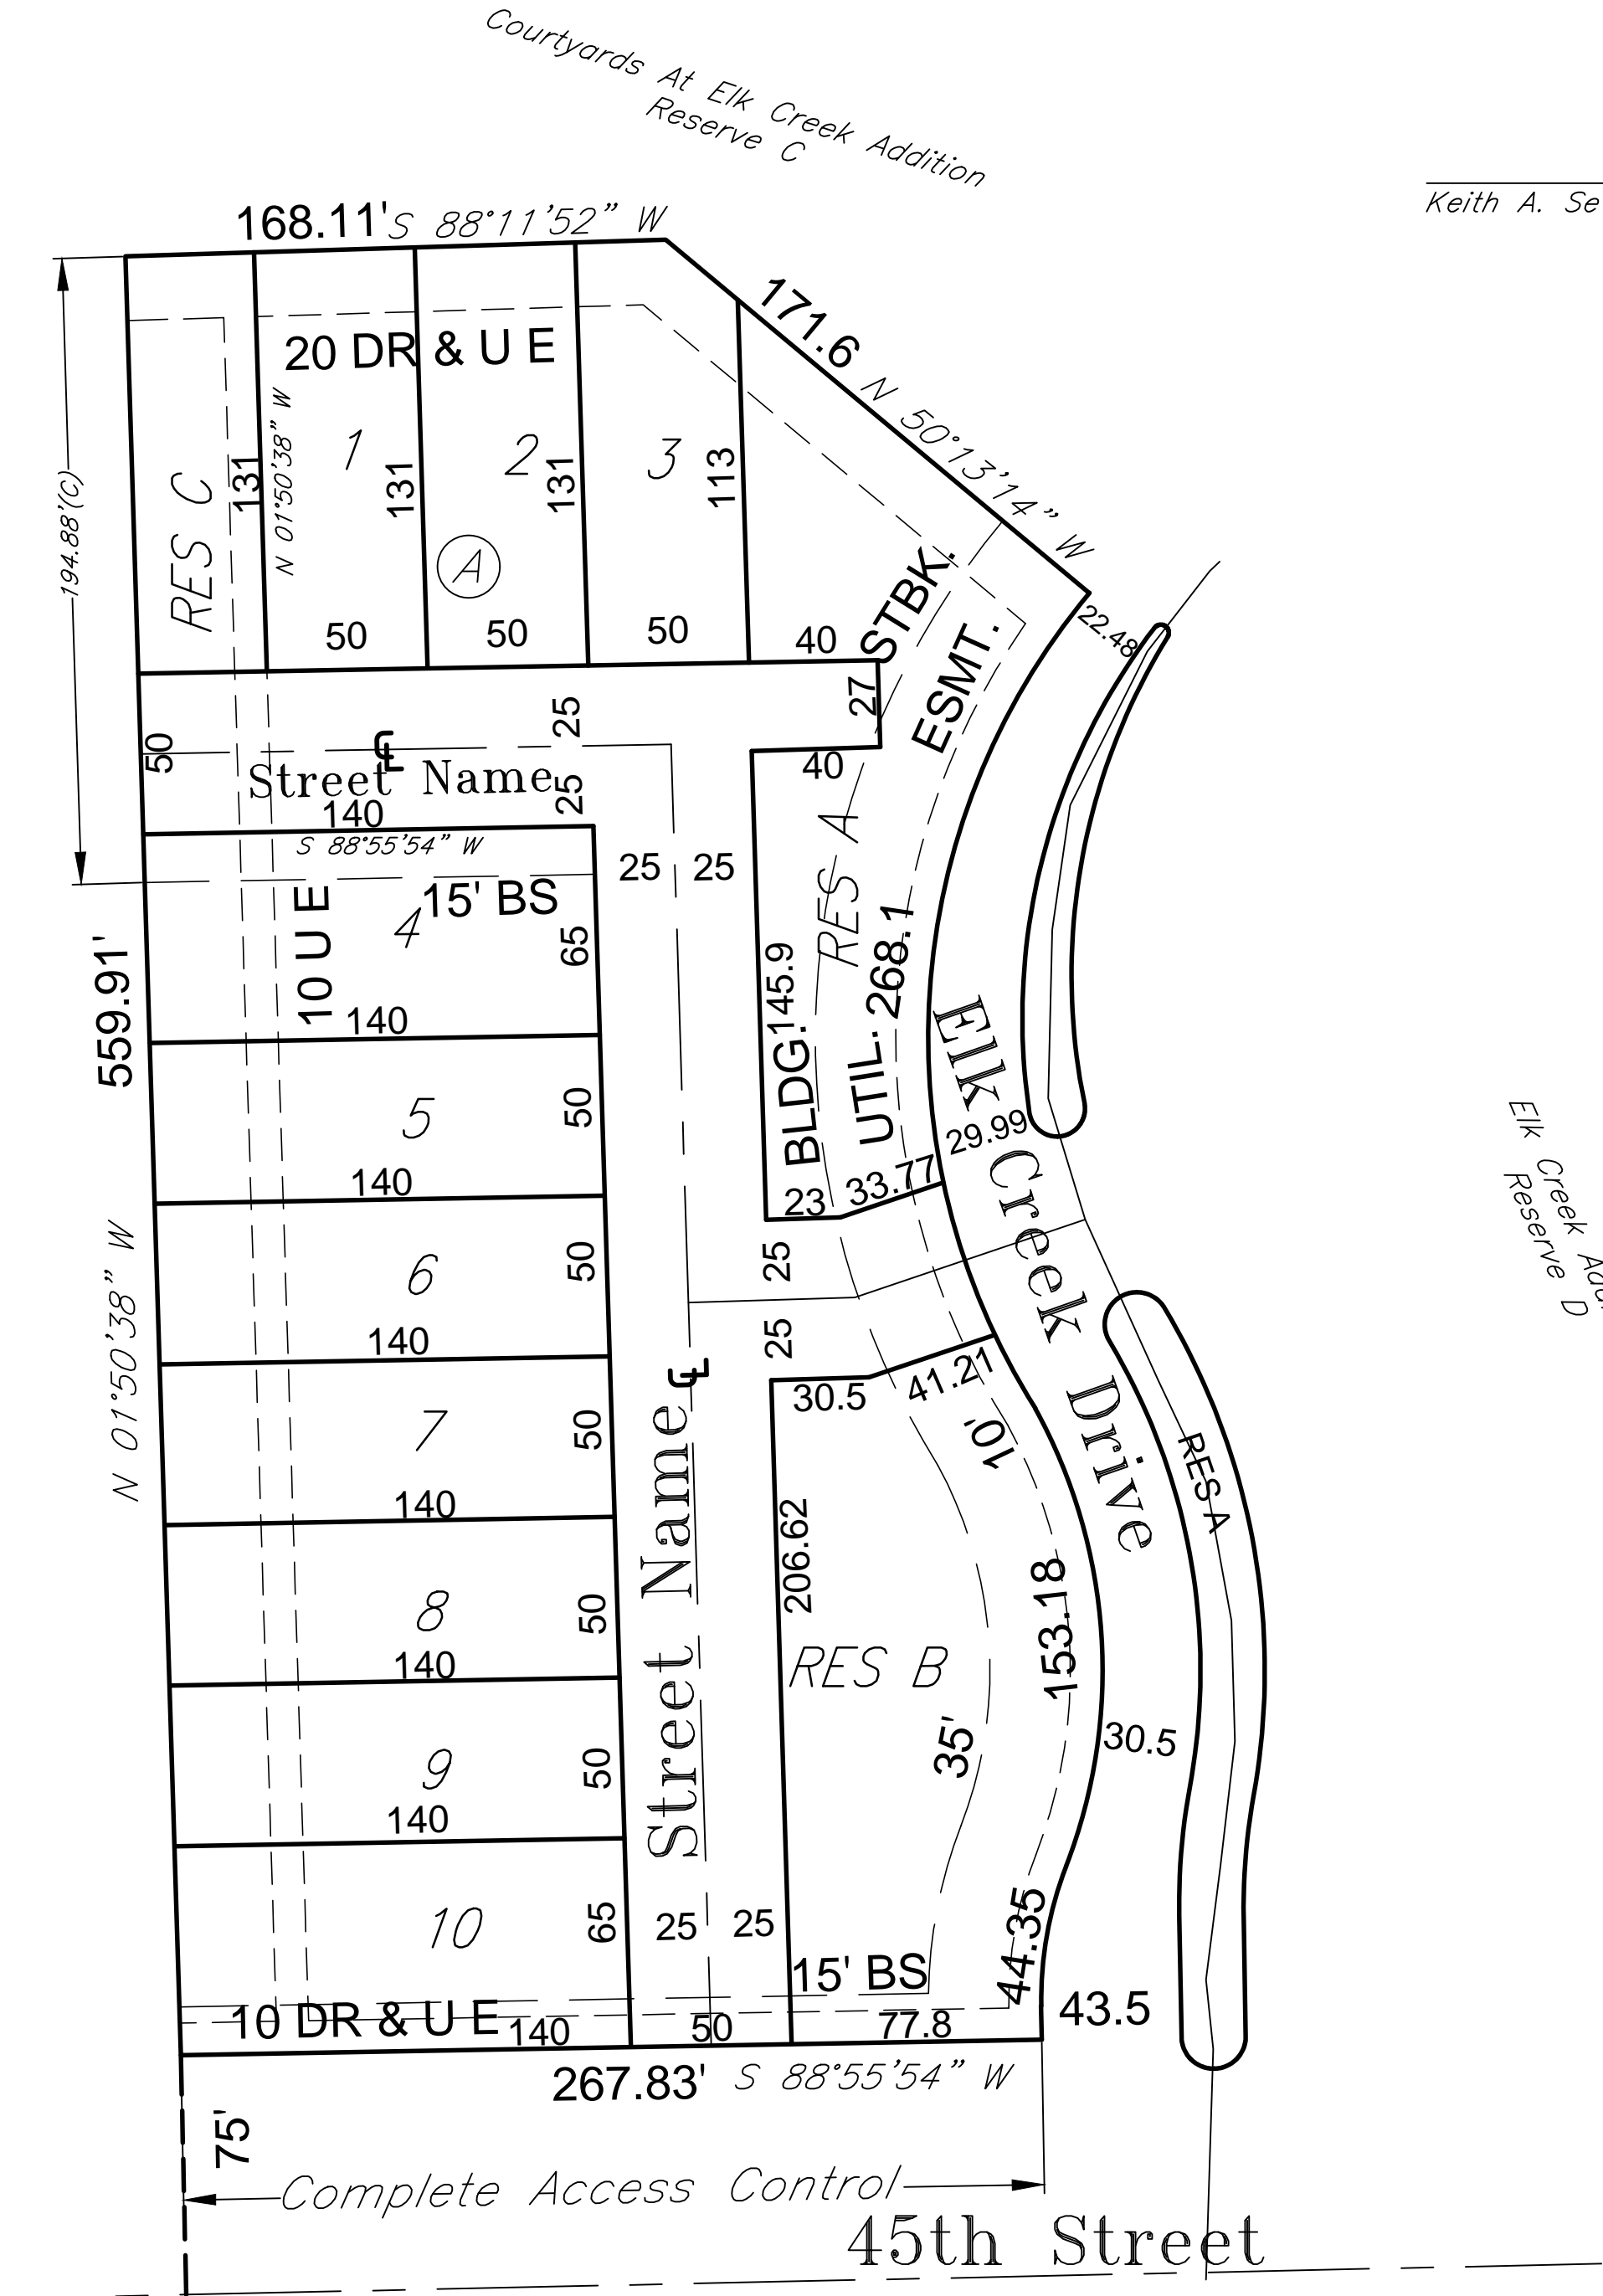 Courtyards At Elk Creek Addition
Reserve C
Keith A. Se
168.11'
S 88°11'52" W
171.6
N 50°13'14" W
20 DR & U E
RES C
131
N 01°50'38" W
1
131
2
131
3
113
A
194.88'(C)
50
50
50
40
STBK.
ESMT.
22.48
27
25
50
℄
Street Name
25
40
140
S 88°55'54" W
25
25
RES A
10 U E
15' BS
4
65
559.91'
145.9
268.1
140
Elk Creek Drive
BLDG.
UTIL.
29.99
5
50
140
23
33.77
Reserve D
N 01°50'38" W
6
50
25
25
℄
140
30.5
41.21
7
50
10'
RES A
140
Street Name
206.62
8
50
153.18
140
RES B
35'
30.5
9
50
140
10
65
25
25
44.35
15' BS
43.5
10 DR & U E
140
50
77.8
267.83'
S 88°55'54" W
75'
Complete Access Control
45th Street
Elk Creek